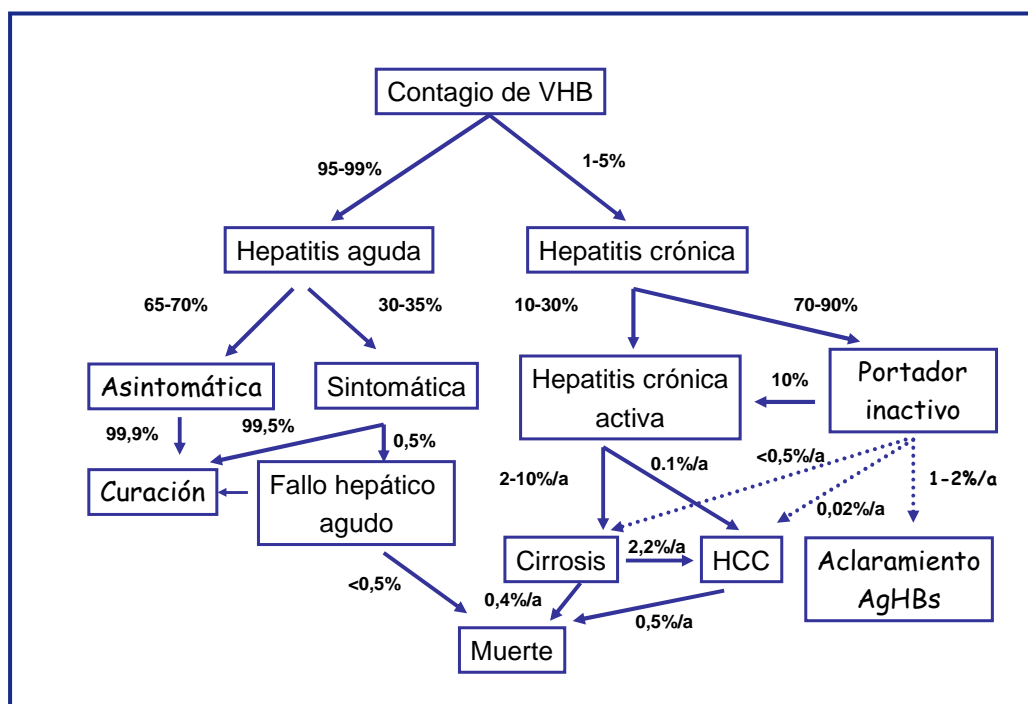 Contagio de VHB
95-99%
1-5%
Hepatitis aguda
Hepatitis crónica
65-70%
30-35%
10-30%
70-90%
Asintomática
Sintomática
Hepatitis crónica
activa
10%
Portador
inactivo
99,9%
99,5%
0,5%
Curación
Fallo hepático
agudo
2-10%/a
0.1%/a
<0,5%/a
0,02%/a
1-2%/a
Cirrosis
2,2%/a
HCC
Aclaramiento
AgHBs
<0,5%
0,4%/a
0,5%/a
Muerte